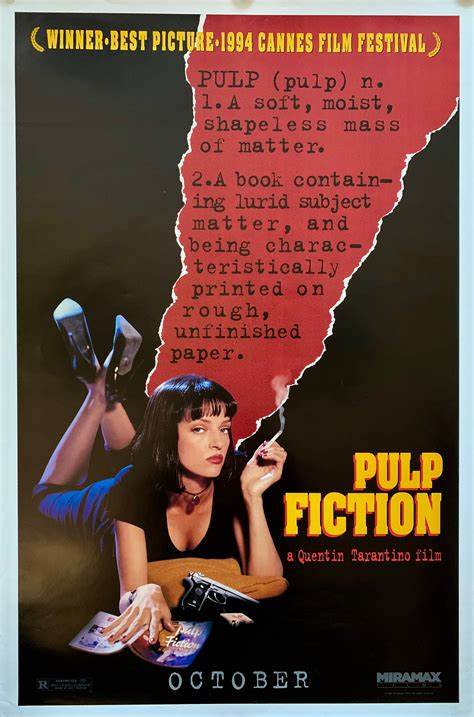 WINNER·BEST PICTURE·1994 CANNES FILM FESTIVAL
PULP (pulp) n.
1.A soft, moist,
shapeless mass
of matter.
2.A book contain-
ing lurid subject
matter, and
being charac-
teristically
printed on
rough,
unfinished
paper.
PULP
FICTION
a Quentin Tarantino film
Pulp
Fiction
R
OCTOBER
MIRAMAX
FILMS